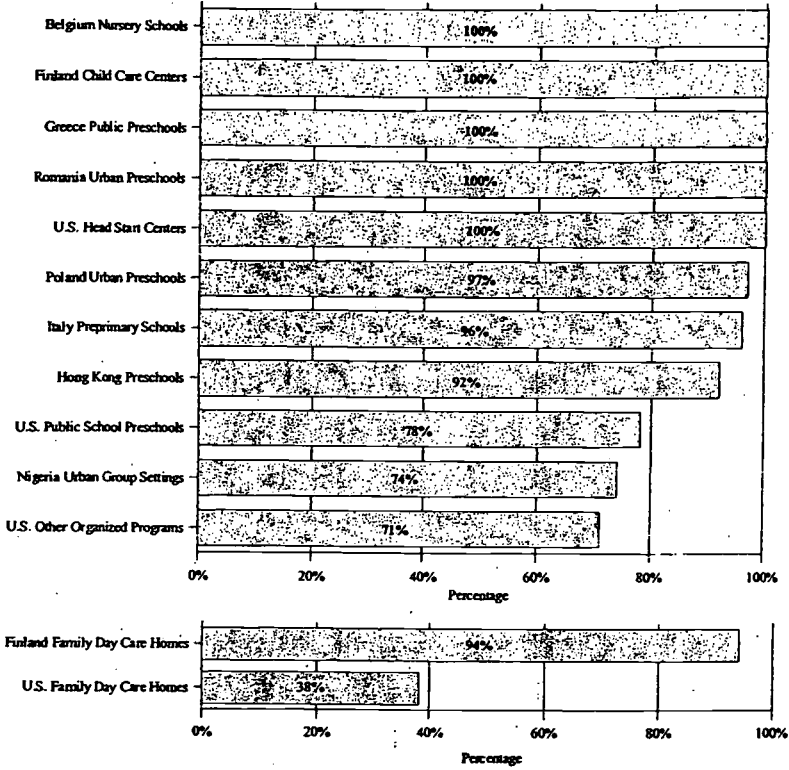 Belgium Nursery Schools 100%
Finland Child Care Centers 100%
Greece Public Preschools 100%
Romania Urban Preschools 100%
U.S. Head Start Centers 100%
Poland Urban Preschools 97%
Italy Preprimary Schools 96%
Hong Kong Preschools 92%
U.S. Public School Preschools 78%
Nigeria Urban Group Settings 74%
U.S. Other Organized Programs 71%
0% 20% 40% 60% 80% 100%
Percentage
Finland Family Day Care Homes 94%
U.S. Family Day Care Homes 38%
0% 20% 40% 60% 80% 100%
Percentage